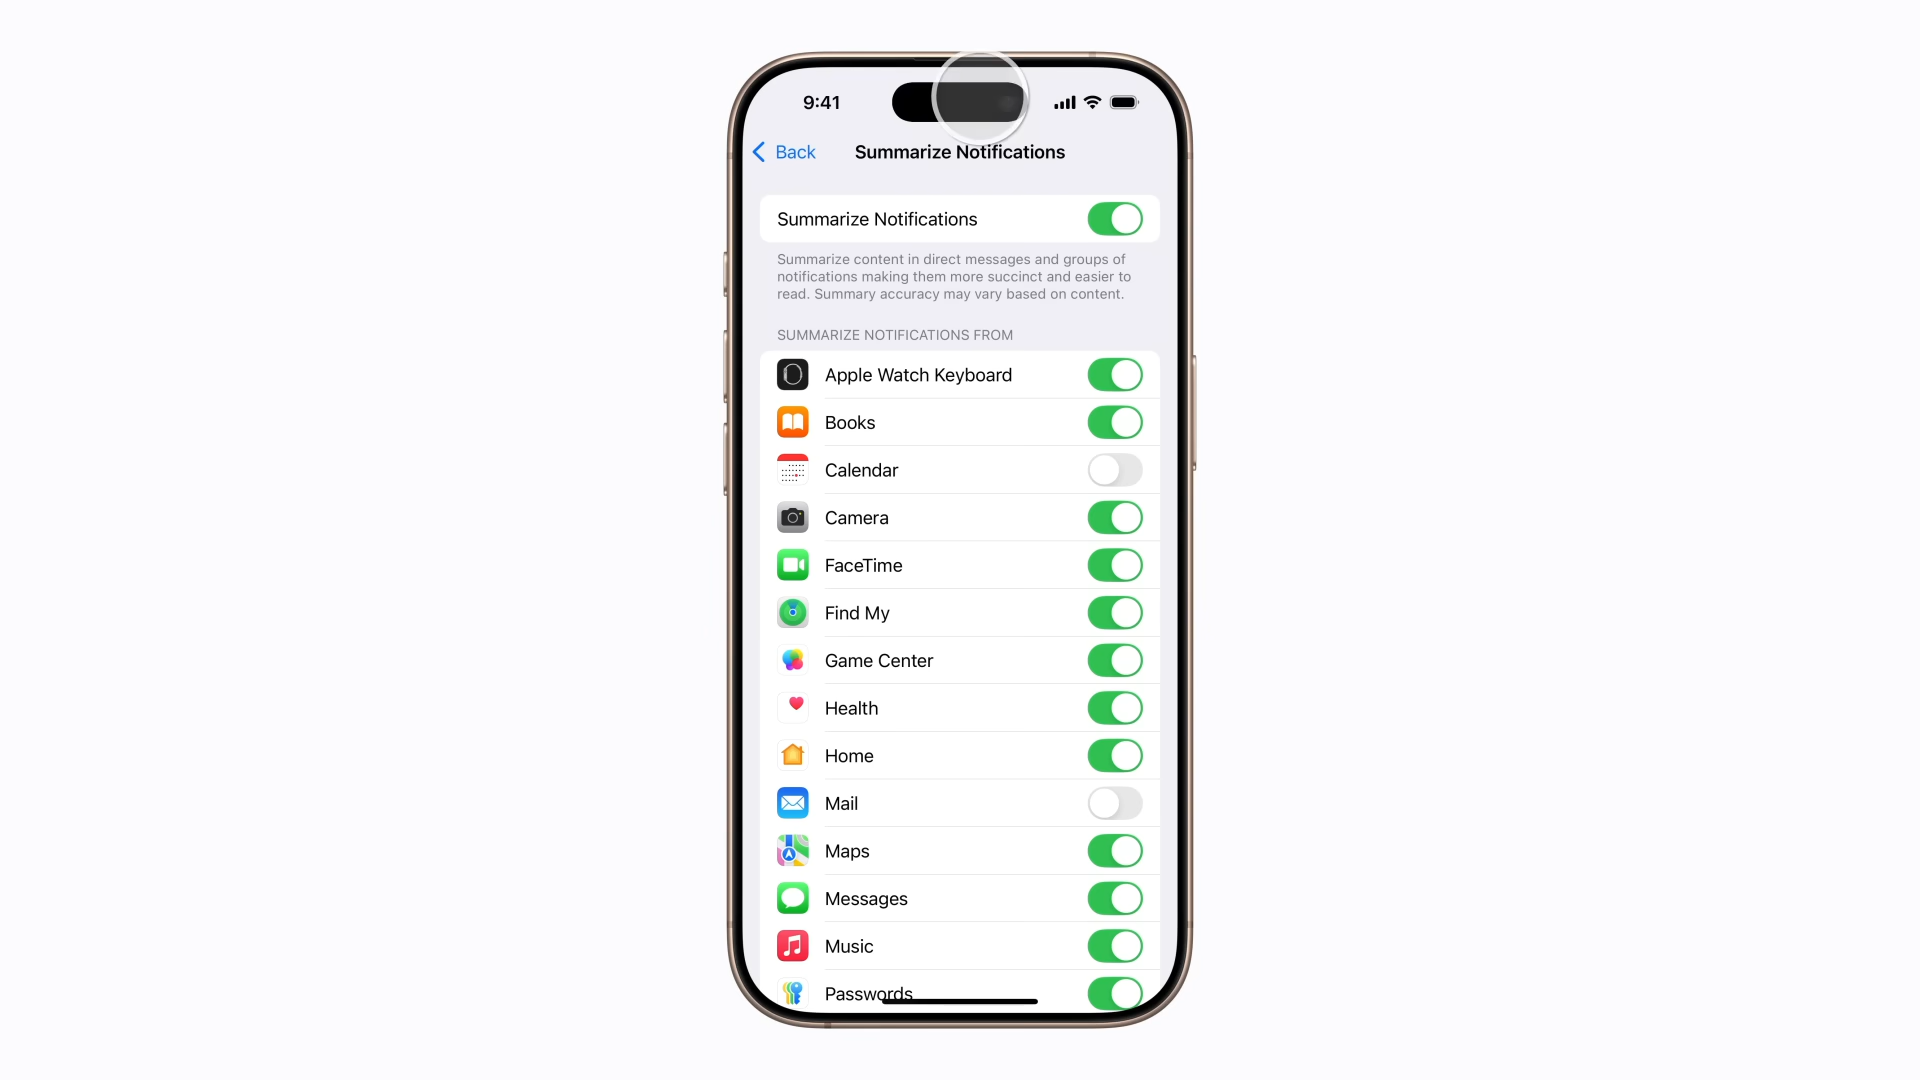 9:41
Back
Summarize Notifications
Summarize Notifications
Summarize content in direct messages and groups of
notifications making them more succinct and easier to
read. Summary accuracy may vary based on content.
SUMMARIZE NOTIFICATIONS FROM
Apple Watch Keyboard
Books
Calendar
Camera
FaceTime
Find My
Game Center
Health
Home
Mail
Maps
Messages
Music
Passwords